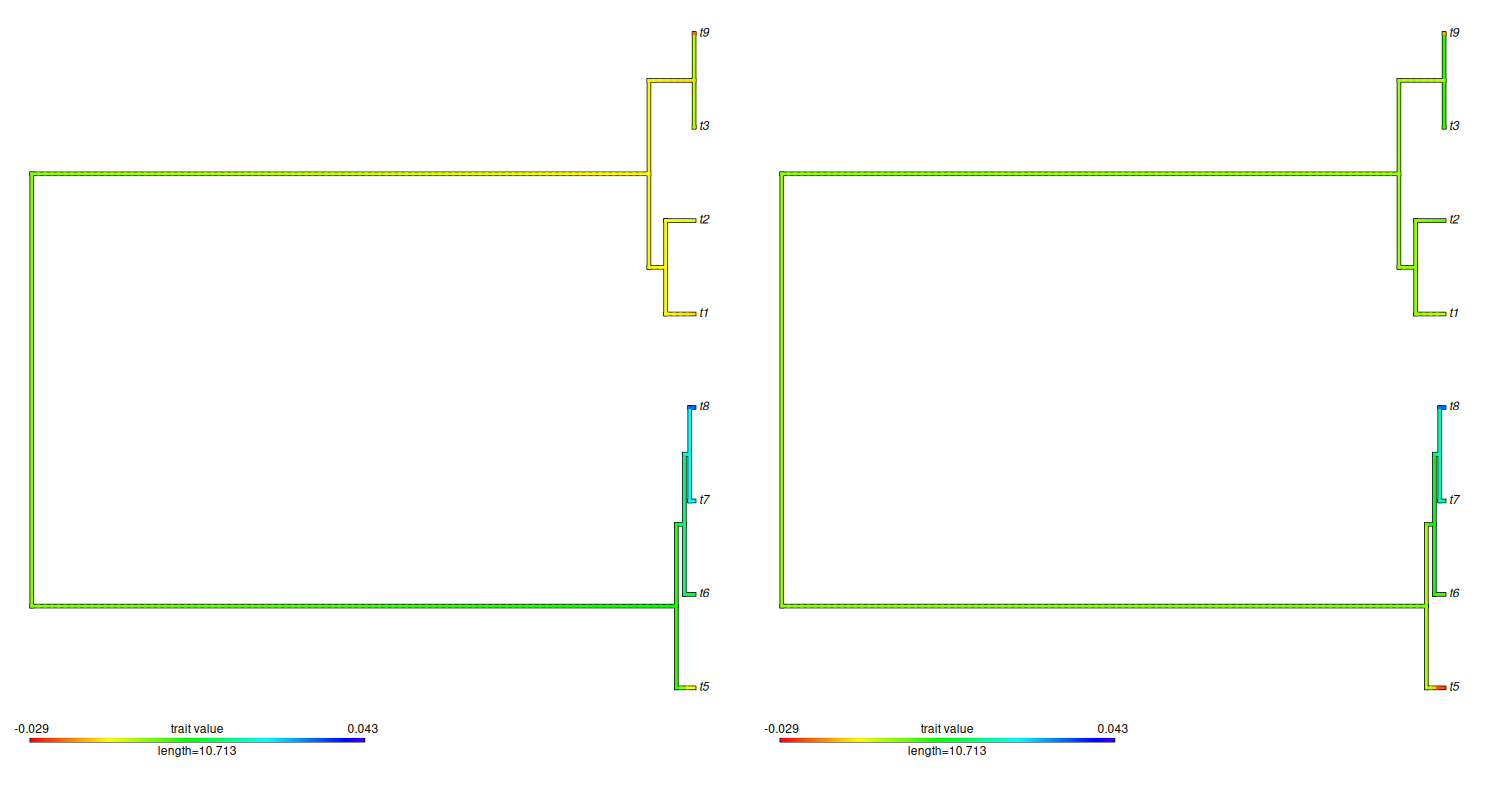 t9 t9
t3 t3
t2 t2
t1 t1
t8 t8
t7 t7
t6 t6
t5 t5
-0.029 trait value 0.043 -0.029 trait value 0.043
length=10.713 length=10.713